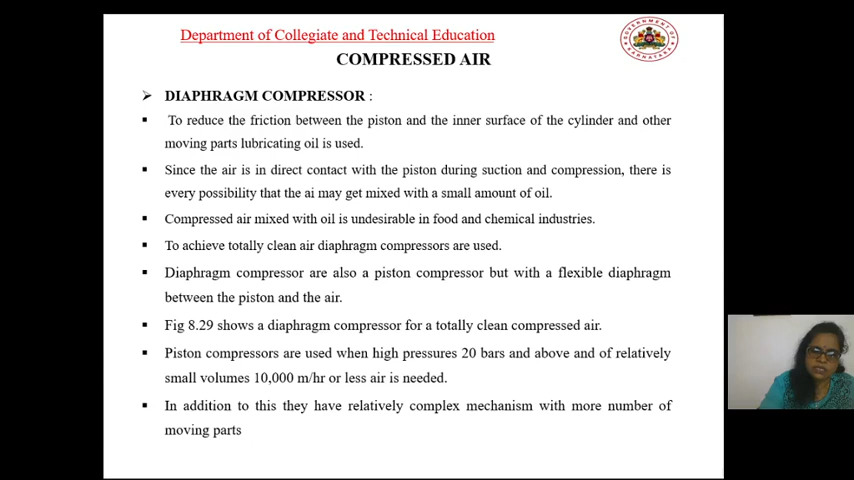 Department of Collegiate and Technical Education
COMPRESSED AIR
GOVERNMENT OF
KARNATAKA
➢ DIAPHRAGM COMPRESSOR :
▪ To reduce the friction between the piston and the inner surface of the cylinder and other
moving parts lubricating oil is used.
▪ Since the air is in direct contact with the piston during suction and compression, there is
every possibility that the ai may get mixed with a small amount of oil.
▪ Compressed air mixed with oil is undesirable in food and chemical industries.
▪ To achieve totally clean air diaphragm compressors are used.
▪ Diaphragm compressor are also a piston compressor but with a flexible diaphragm
between the piston and the air.
▪ Fig 8.29 shows a diaphragm compressor for a totally clean compressed air.
▪ Piston compressors are used when high pressures 20 bars and above and of relatively
small volumes 10,000 m/hr or less air is needed.
▪ In addition to this they have relatively complex mechanism with more number of
moving parts